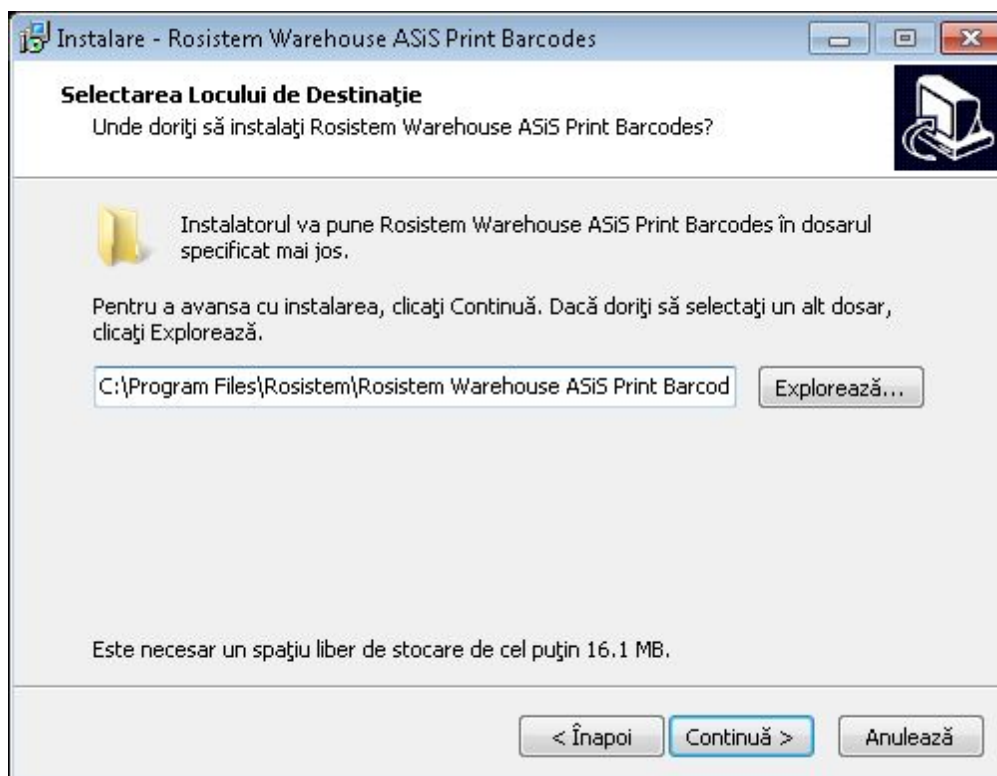 Instalare - Rosistem Warehouse ASiS Print Barcodes
Selectarea Locului de Destinaţie
Unde doriţi să instalaţi Rosistem Warehouse ASiS Print Barcodes?
Instalatorul va pune Rosistem Warehouse ASiS Print Barcodes în dosarul
specificat mai jos.
Pentru a avansa cu instalarea, clicaţi Continuă. Dacă doriţi să selectaţi un alt dosar,
clicaţi Explorează.
C:\Program Files\Rosistem\Rosistem Warehouse ASiS Print Barcod
Explorează...
Este necesar un spaţiu liber de stocare de cel puţin 16.1 MB.
< Înapoi
Continuă >
Anulează